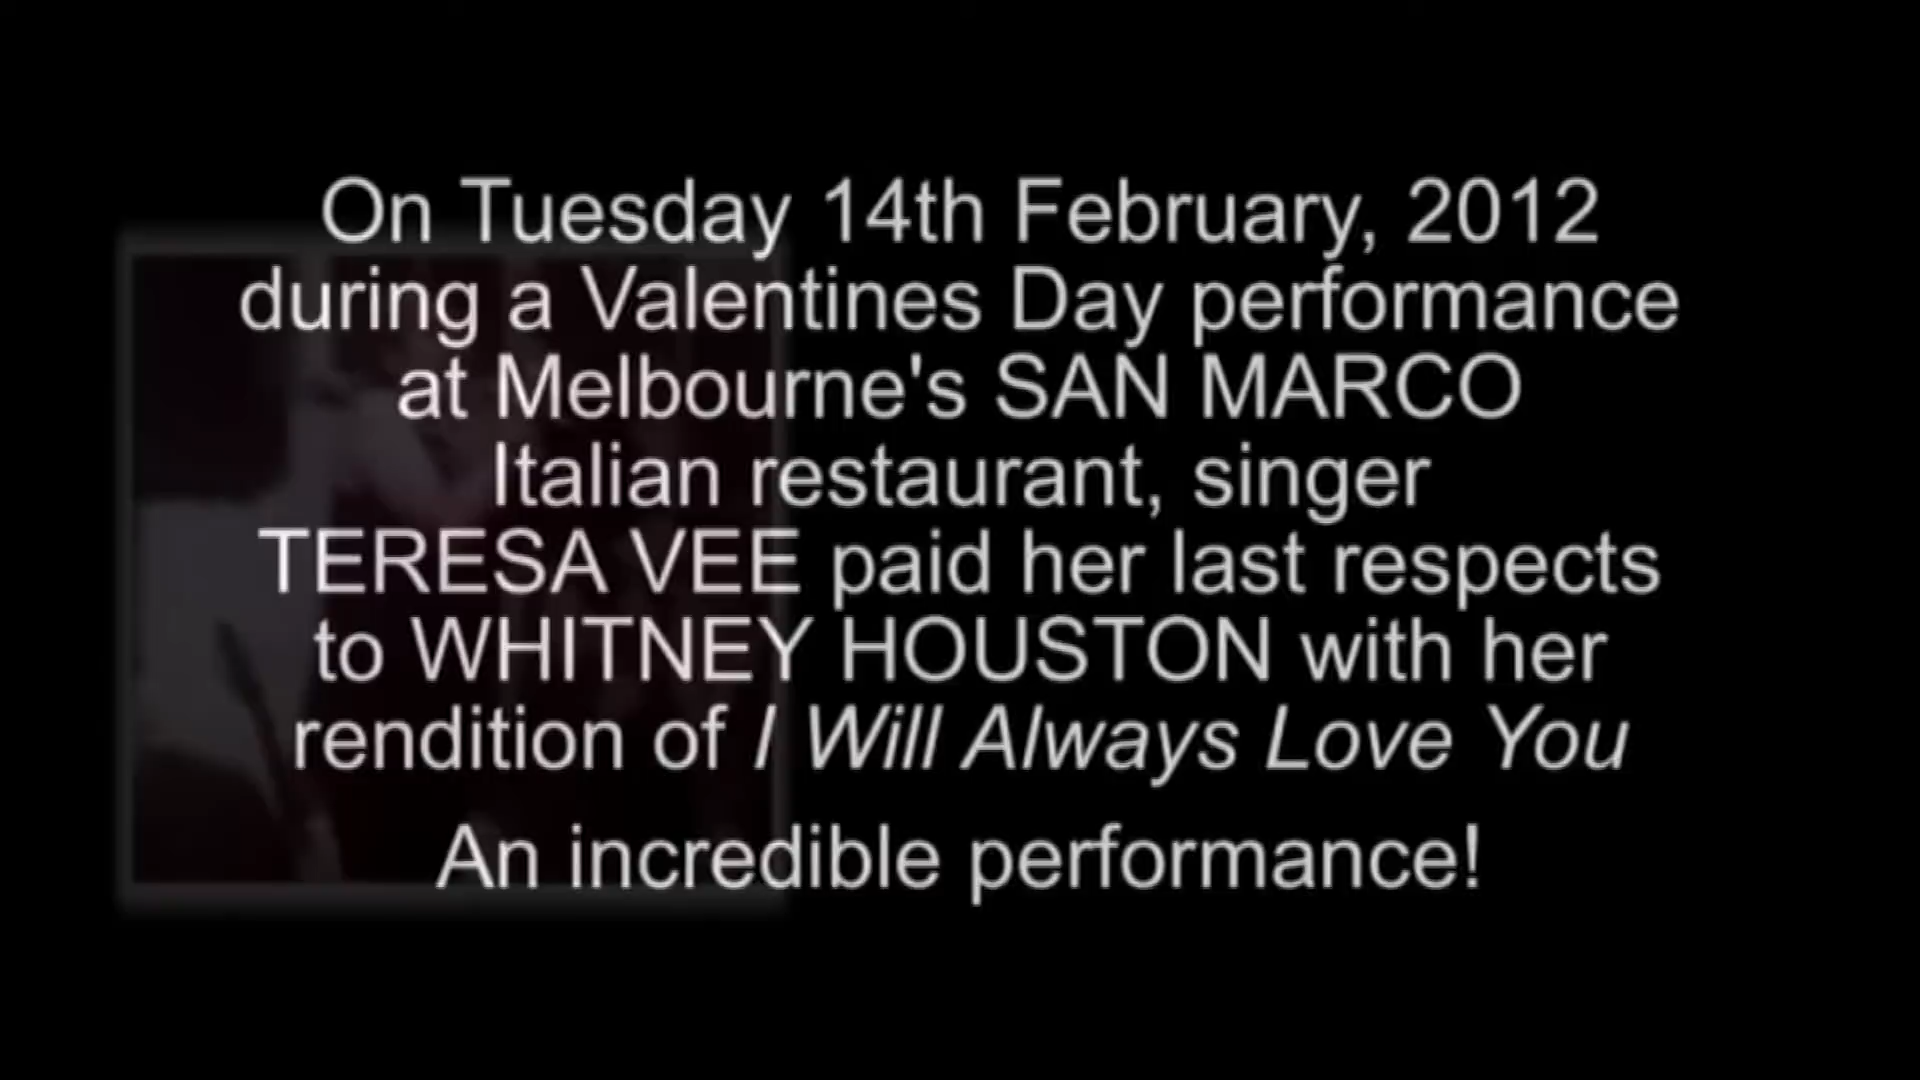 On Tuesday 14th February, 2012
during a Valentines Day performance
at Melbourne's SAN MARCO
Italian restaurant, singer
TERESA VEE paid her last respects
to WHITNEY HOUSTON with her
rendition of I Will Always Love You
An incredible performance!